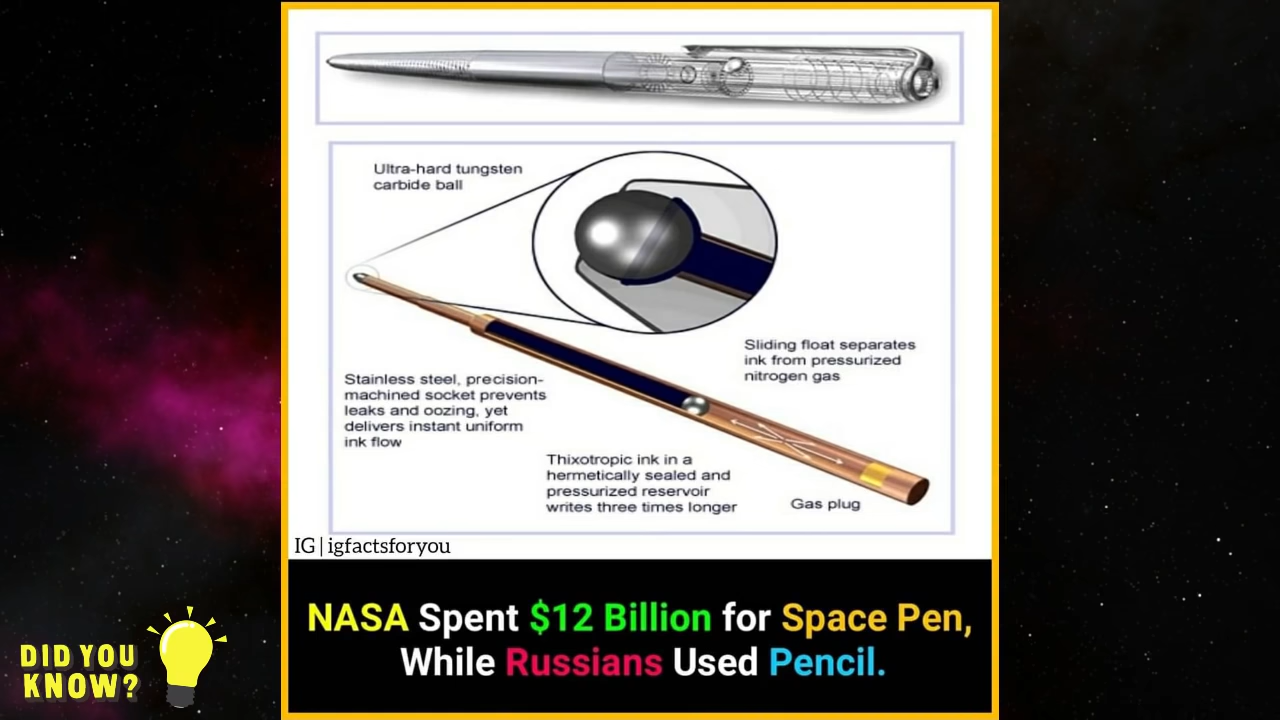 Ultra-hard tungsten
carbide ball
Sliding float separates
ink from pressurized
nitrogen gas
Stainless steel, precision-
machined socket prevents
leaks and oozing, yet
delivers instant uniform
ink flow
Thixotropic ink in a
hermetically sealed and
pressurized reservoir
writes three times longer
Gas plug
IG | igfactsforyou
NASA Spent $12 Billion for Space Pen,
While Russians Used Pencil.
DID YOU
KNOW?